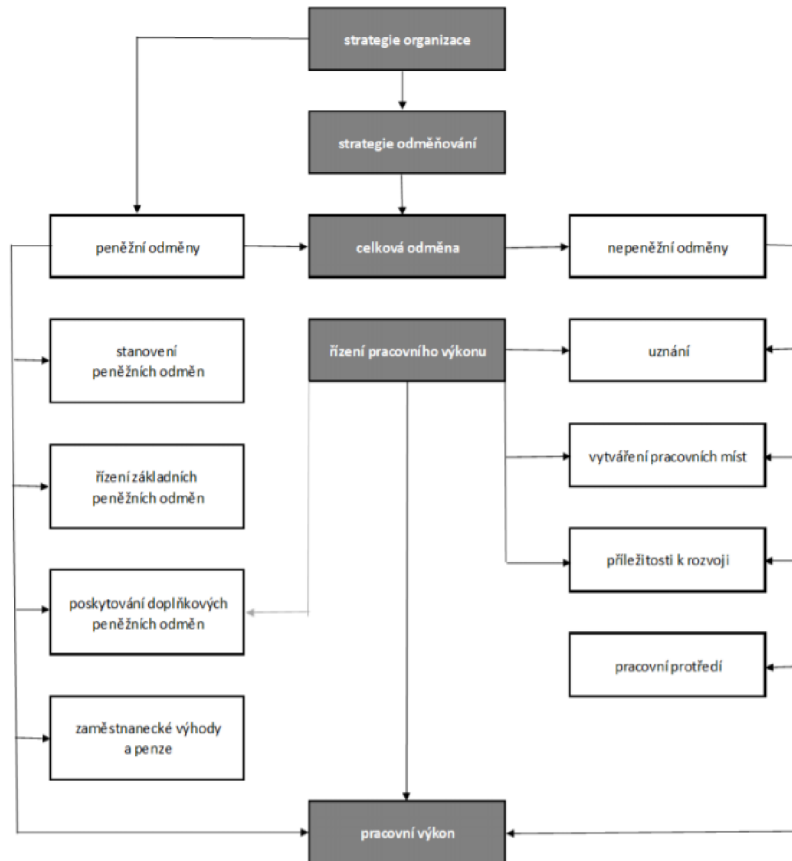 strategie organizace
strategie odměňování
peněžní odměny
celková odměna
nepeněžní odměny
stanovení
peněžních odměn
řízení pracovního výkonu
uznání
řízení základních
peněžních odměn
vytváření pracovních míst
příležitosti k rozvoji
poskytování doplňkových
peněžních odměn
pracovní protředí
zaměstnanecké výhody
a penze
pracovní výkon